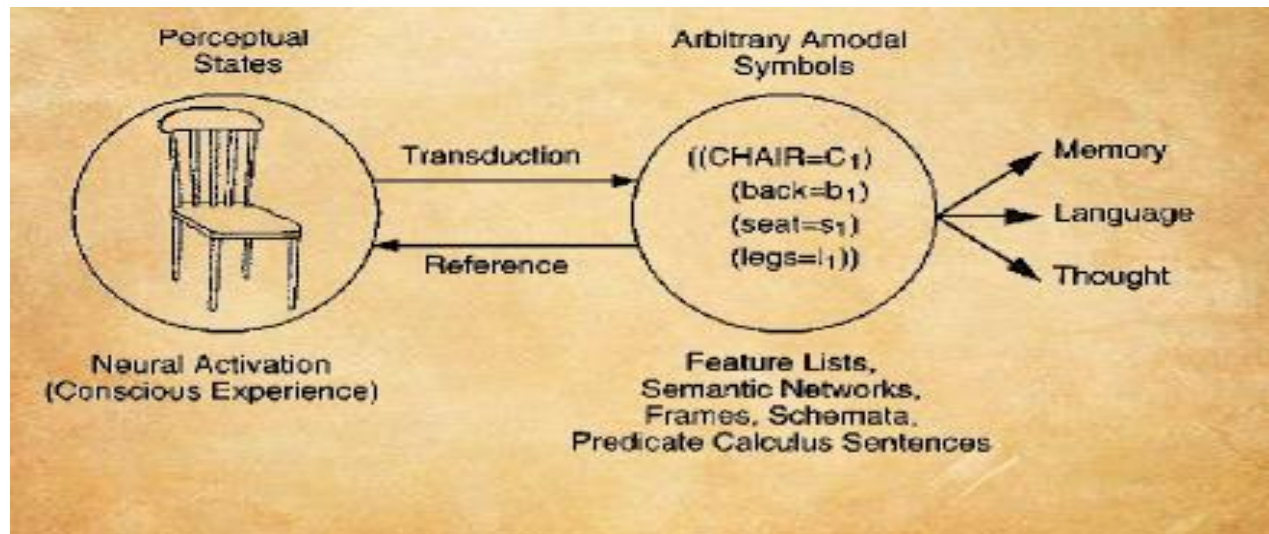 Perceptual
States
Arbitrary Amodal
Symbols
Transduction
Reference
((CHAIR=C₁)
(back=b₁)
(seat=s₁)
(legs=l₁))
Memory
Language
Thought
Neural Activation
(Conscious Experience)
Feature Lists,
Semantic Networks,
Frames, Schemata,
Predicate Calculus Sentences